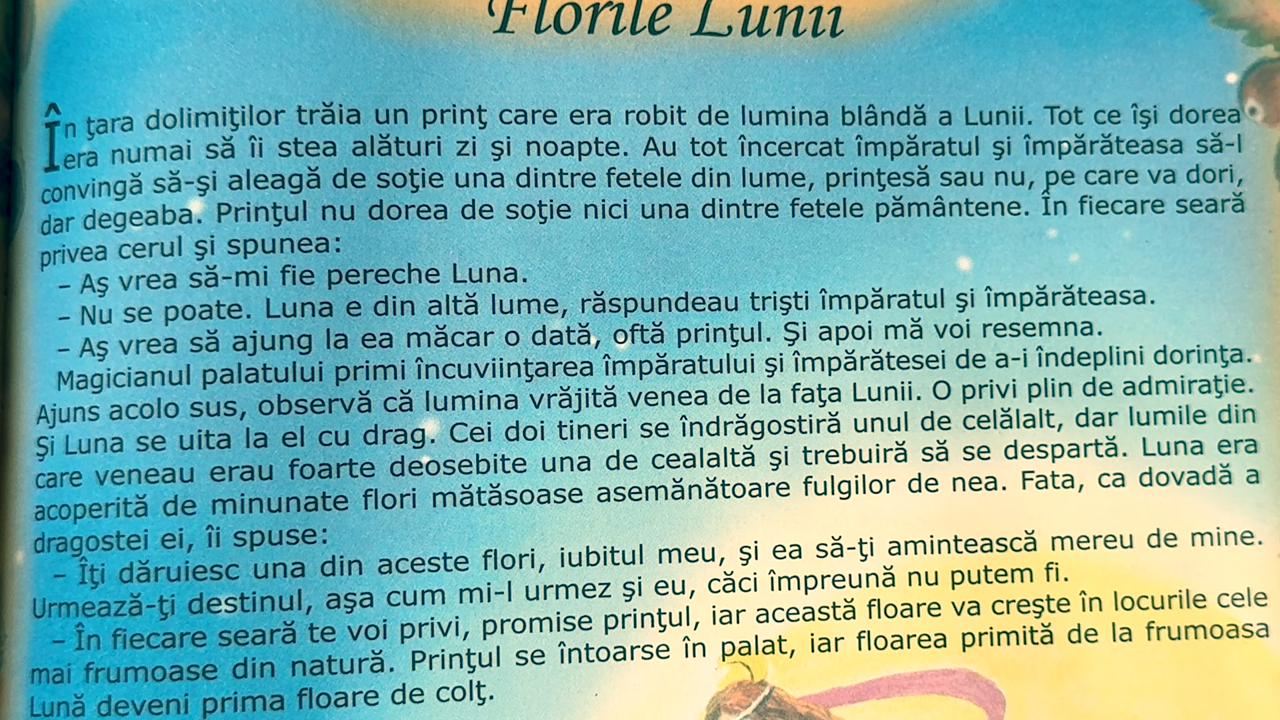 Florile Lunii
În ţara dolimiţilor trăia un prinţ care era robit de lumina blândă a Lunii. Tot ce îşi dorea
era numai să îi stea alături zi şi noapte. Au tot încercat împăratul şi împărăteasa să-l
convingă să-şi aleagă de soţie una dintre fetele din lume, prinţesă sau nu, pe care va dori,
dar degeaba. Prinţul nu dorea de soţie nici una dintre fetele pământene. În fiecare seară
privea cerul şi spunea:
– Aş vrea să-mi fie pereche Luna.
– Nu se poate. Luna e din altă lume, răspundeau trişti împăratul şi împărăteasa.
– Aş vrea să ajung la ea măcar o dată, oftă prinţul. Şi apoi mă voi resemna.
Magicianul palatului primi încuviinţarea împăratului şi împărătesei de a-i îndeplini dorinţa.
Ajuns acolo sus, observă că lumina vrăjită venea de la faţa Lunii. O privi plin de admiraţie.
Şi Luna se uita la el cu drag. Cei doi tineri se îndrăgostiră unul de celălalt, dar lumile din
care veneau erau foarte deosebite una de cealaltă şi trebuiră să se despartă. Luna era
acoperită de minunate flori mătăsoase asemănătoare fulgilor de nea. Fata, ca dovadă a
dragostei ei, îi spuse:
– Îţi dăruiesc una din aceste flori, iubitul meu, şi ea să-ţi amintească mereu de mine.
Urmează-ţi destinul, aşa cum mi-l urmez şi eu, căci împreună nu putem fi.
– În fiecare seară te voi privi, promise prinţul, iar această floare va creşte în locurile cele
mai frumoase din natură. Prinţul se întoarse în palat, iar floarea primită de la frumoasa
Lună deveni prima floare de colţ.